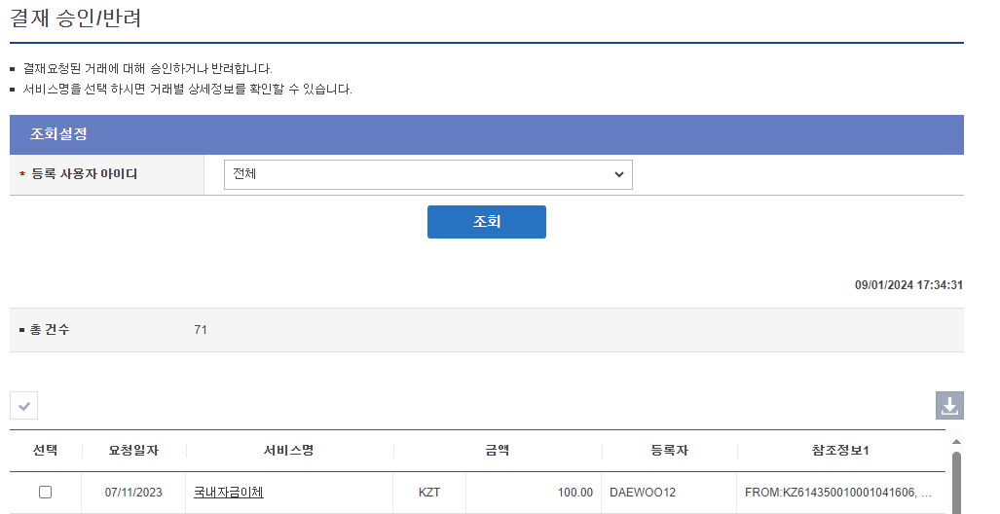 결재 승인/반려
결재요청된 거래에 대해 승인하거나 반려합니다.
서비스명을 선택 하시면 거래별 상세정보를 확인할 수 있습니다.
조회설정
* 등록 사용자 아이디 전체
조회
09/01/2024 17:34:31
총 건수 71
선택 요청일자 서비스명 금액 등록자 참조정보1
07/11/2023 국내자금이체 KZT 100.00 DAEWOO12 FROM:KZ614350010001041606, ...